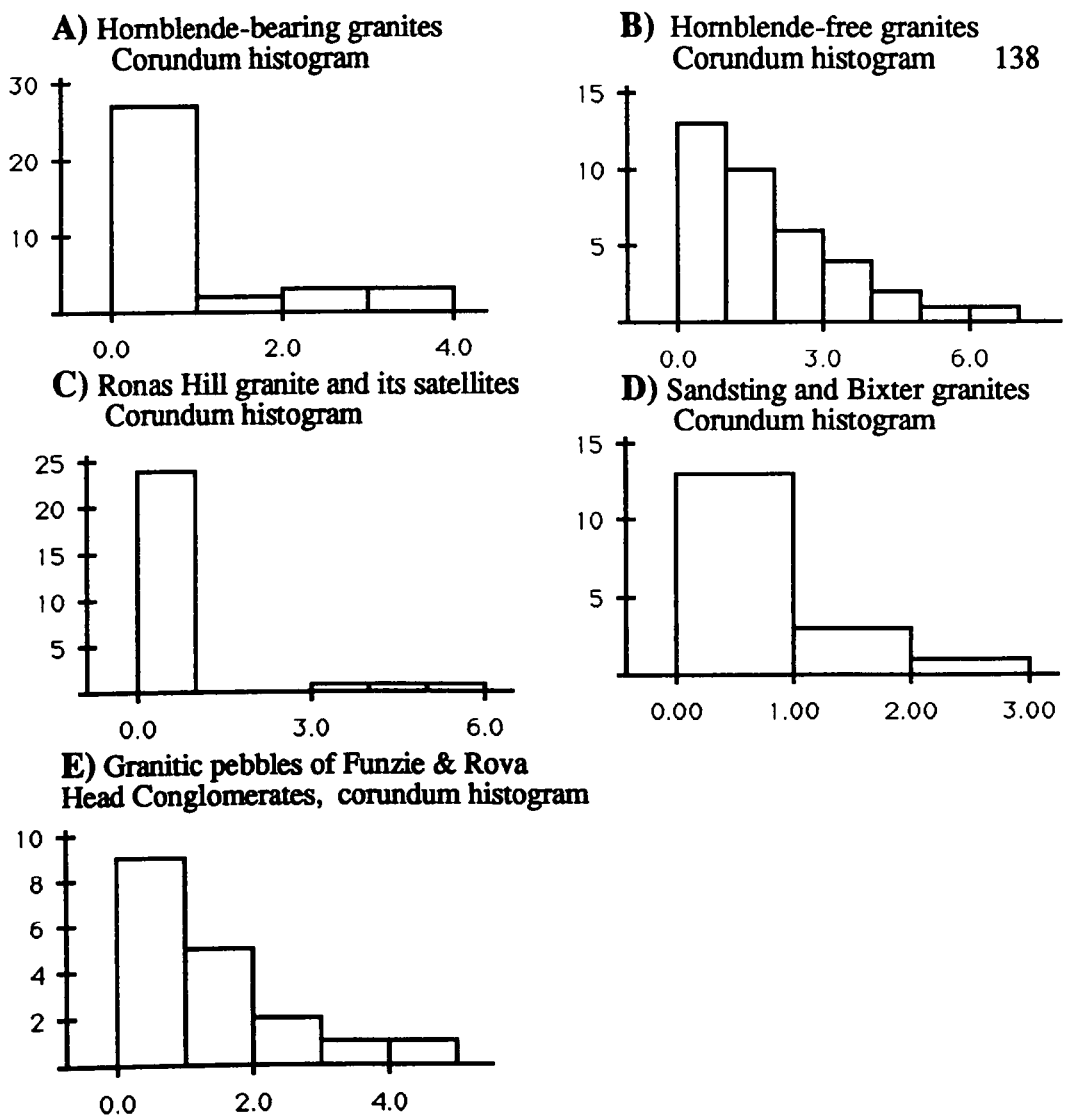 A) Hornblende-bearing granites
Corundum histogram
30
20
10
0.0 2.0 4.0
B) Hornblende-free granites
Corundum histogram 138
15
10
5
0.0 3.0 6.0
C) Ronas Hill granite and its satellites
Corundum histogram
25
20
15
10
5
0.0 3.0 6.0
D) Sandsting and Bixter granites
Corundum histogram
15
10
5
0.00 1.00 2.00 3.00
E) Granitic pebbles of Funzie & Rova
Head Conglomerates, corundum histogram
10
8
6
4
2
0.0 2.0 4.0